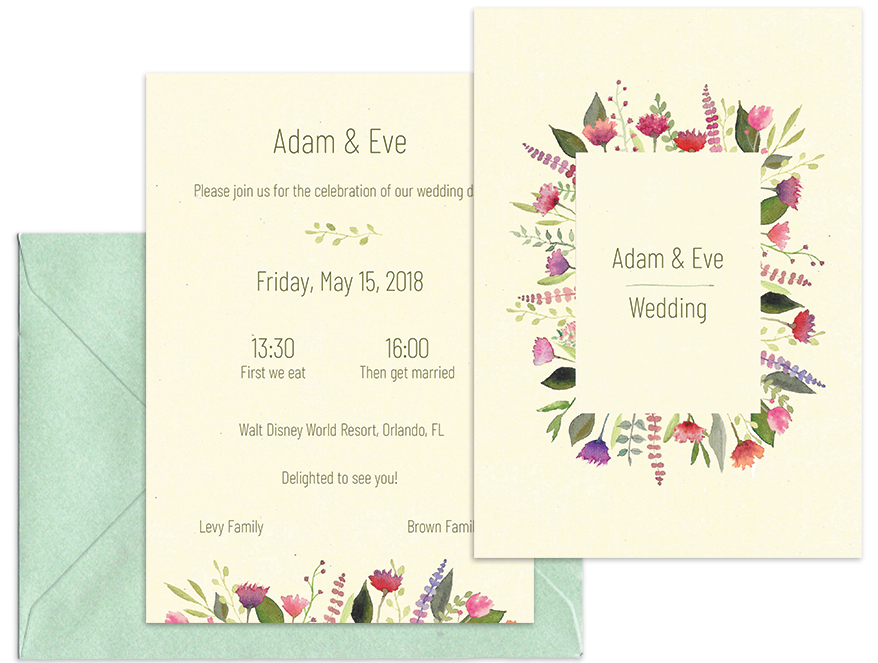 Adam & Eve
Please join us for the celebration of our wedding
Friday, May 15, 2018
13:30
First we eat
16:00
Then get married
Walt Disney World Resort, Orlando, FL
Delighted to see you!
Levy Family
Brown
Adam & Eve
Wedding